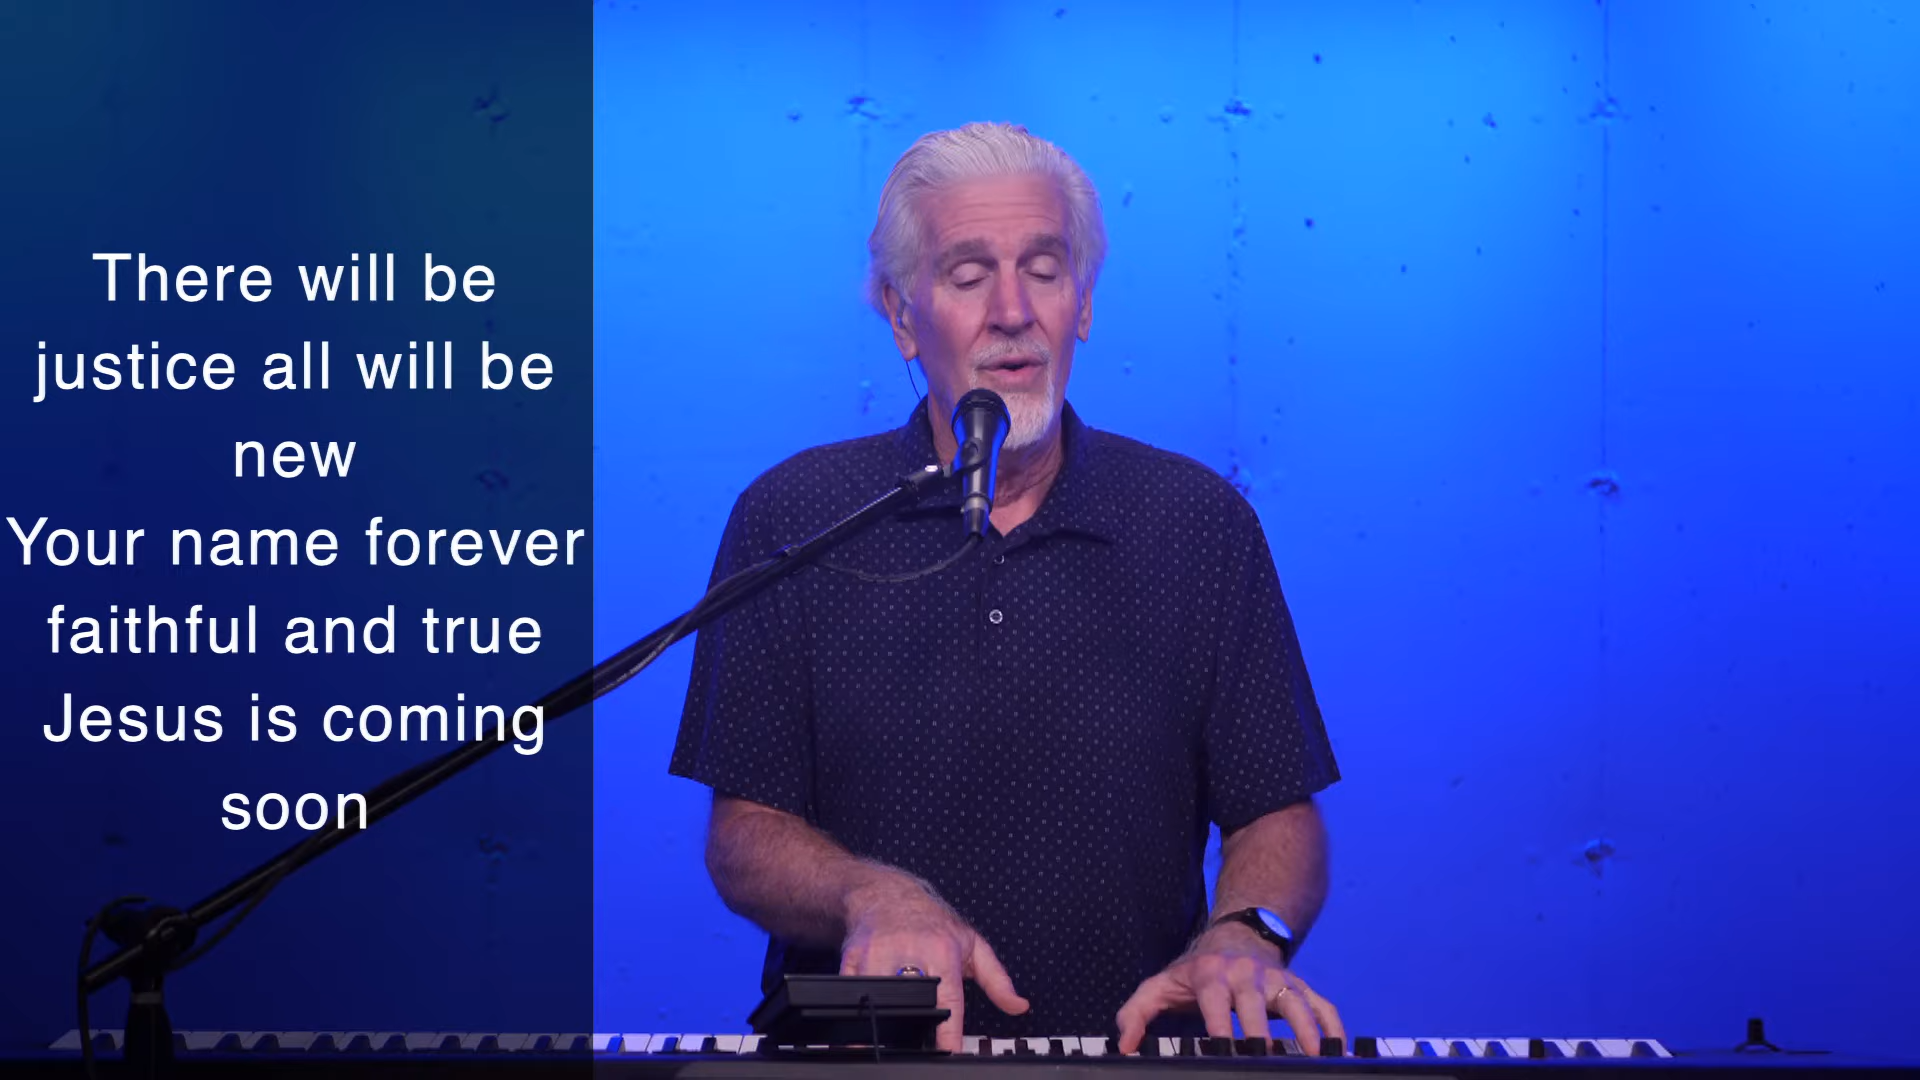 There will be
justice all will be
new
Your name forever
faithful and true
Jesus is coming
soon